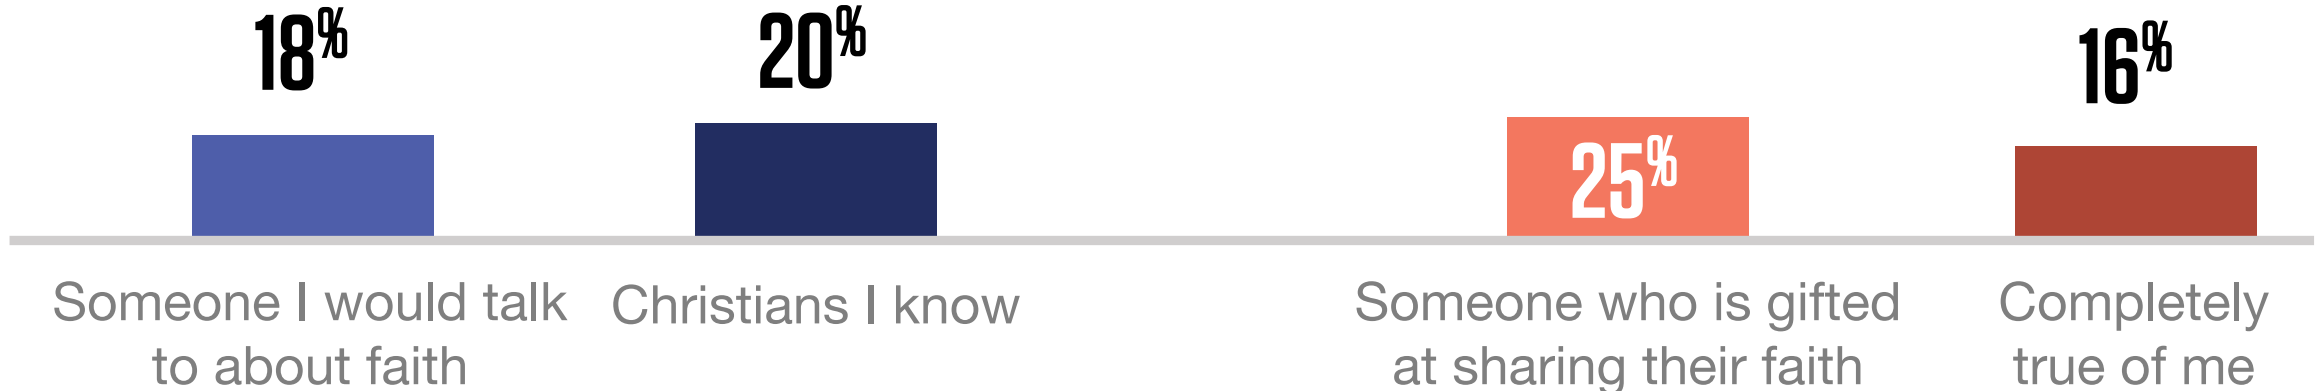 18%
20%
25%
16%
Someone I would talk
to about faith
Christians I know
Someone who is gifted
at sharing their faith
Completely
true of me